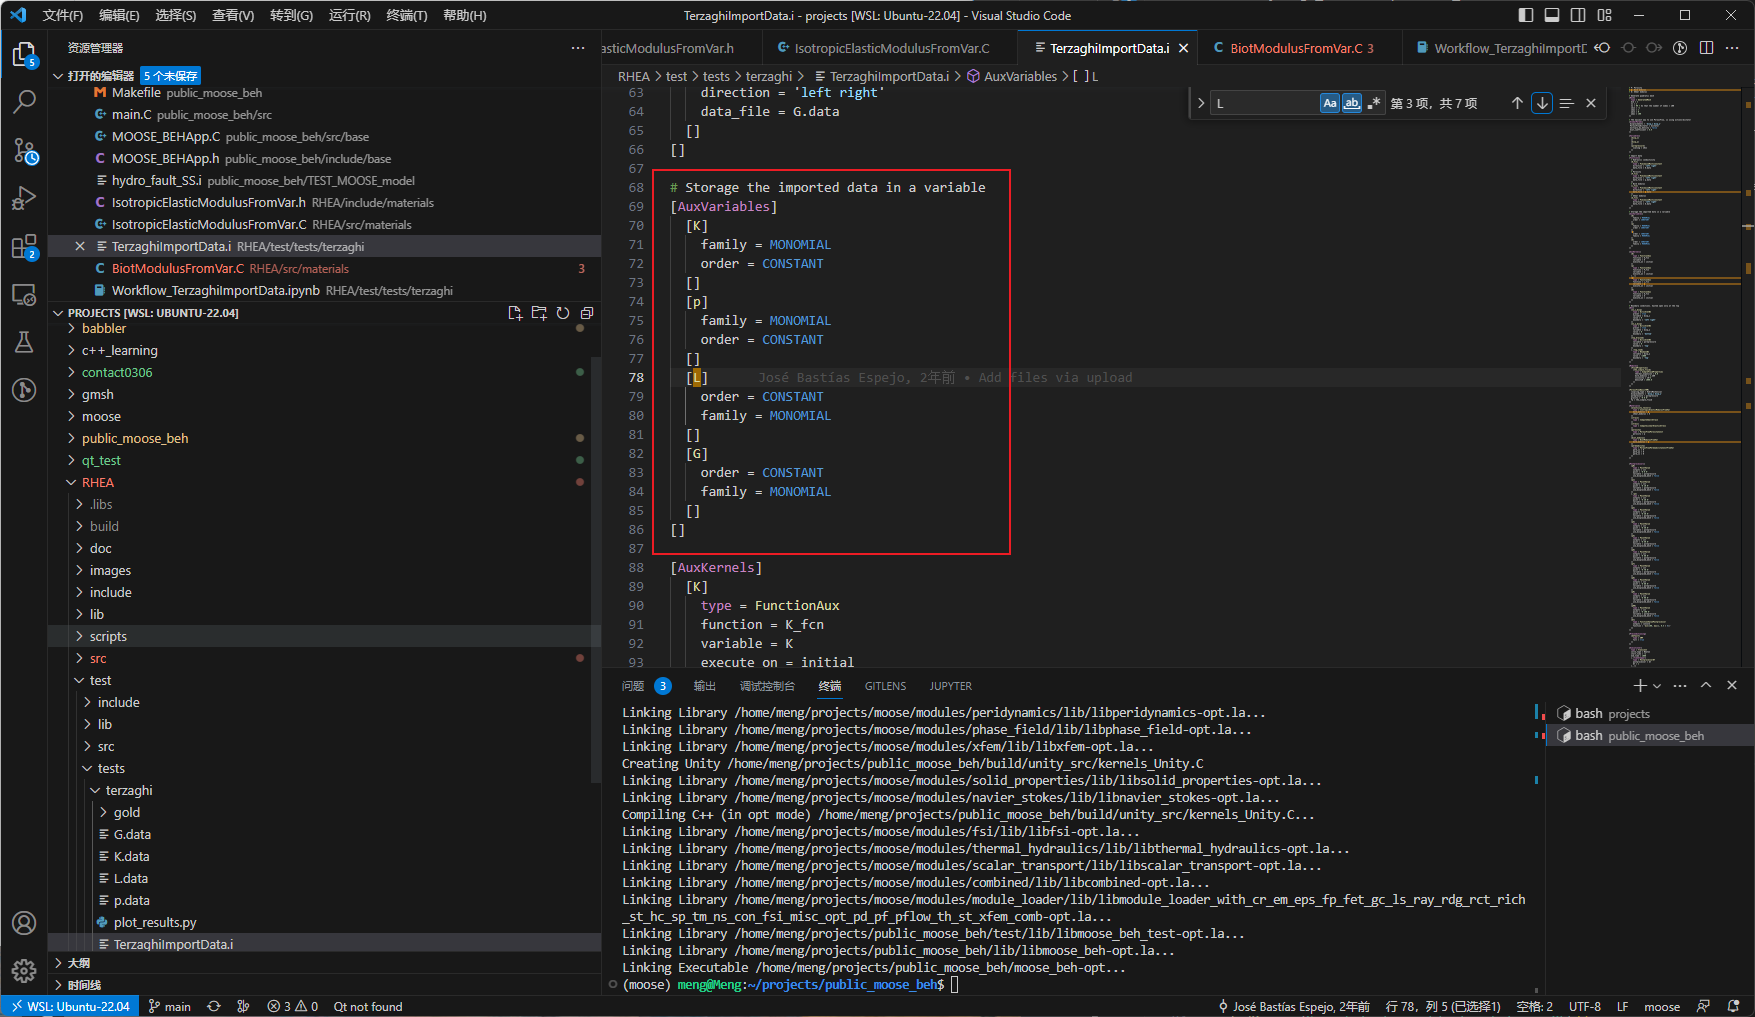 文件(F) 编辑(E) 选择(S) 查看(V) 转到(G) 运行(R) 终端(T) 帮助(H)
TerzaghiImportData.i - projects [WSL: Ubuntu-22.04] - Visual Studio Code
资源管理器
打开的编辑器 5 个未保存
Makefile public_moose_beh
main.C public_moose_beh/src
MOOSE_BEHApp.C public_moose_beh/src/base
MOOSE_BEHApp.h public_moose_beh/include/base
hydro_fault_SS.i public_moose_beh/TEST_MOOSE_model
IsotropicElasticModulusFromVar.h RHEA/include/materials
IsotropicElasticModulusFromVar.C RHEA/src/materials
TerzaghiImportData.i RHEA/test/tests/terzaghi
BiotModulusFromVar.C RHEA/src/materials 3
Workflow_TerzaghiImportData.ipynb RHEA/test/tests/terzaghi
PROJECTS [WSL: UBUNTU-22.04]
babbler
c++_learning
contact0306
gmsh
moose
public_moose_beh
qt_test
RHEA
.libs
build
doc
images
include
lib
scripts
src
test
include
lib
src
tests
terzaghi
gold
G.data
K.data
L.data
p.data
plot_results.py
TerzaghiImportData.i
大纲
时间线
5
2
asticModulusFromVar.h
IsotropicElasticModulusFromVar.C
TerzaghiImportData.i
BiotModulusFromVar.C 3
Workflow_TerzaghiImportD
RHEA > test > tests > terzaghi > TerzaghiImportData.i > AuxVariables > [ ] L
L Aa ab .* 第 3 项，共 7 项
63 direction = 'left right'
64 data_file = G.data
65 []
66 []
67
68 # Storage the imported data in a variable
69 [AuxVariables]
70 [K]
71 family = MONOMIAL
72 order = CONSTANT
73 []
74 [p]
75 family = MONOMIAL
76 order = CONSTANT
77 []
78 [L] José Bastías Espejo, 2年前 • Add files via upload
79 order = CONSTANT
80 family = MONOMIAL
81 []
82 [G]
83 order = CONSTANT
84 family = MONOMIAL
85 []
86 []
87
88 [AuxKernels]
89 [K]
90 type = FunctionAux
91 function = K_fcn
92 variable = K
93 execute_on = initial
问题 3 输出 调试控制台 终端 GITLENS JUPYTER
Linking Library /home/meng/projects/moose/modules/peridynamics/lib/libperidynamics-opt.la...
Linking Library /home/meng/projects/moose/modules/phase_field/lib/libphase_field-opt.la...
Linking Library /home/meng/projects/moose/modules/xfem/lib/libxfem-opt.la...
Creating Unity /home/meng/projects/public_moose_beh/build/unity_src/kernels_Unity.C
Linking Library /home/meng/projects/moose/modules/solid_properties/lib/libsolid_properties-opt.la...
Linking Library /home/meng/projects/moose/modules/navier_stokes/lib/libnavier_stokes-opt.la...
Compiling C++ (in opt mode) /home/meng/projects/public_moose_beh/build/unity_src/kernels_Unity.C...
Linking Library /home/meng/projects/moose/modules/fsi/lib/libfsi-opt.la...
Linking Library /home/meng/projects/moose/modules/thermal_hydraulics/lib/libthermal_hydraulics-opt.la...
Linking Library /home/meng/projects/moose/modules/scalar_transport/lib/libscalar_transport-opt.la...
Linking Library /home/meng/projects/moose/modules/combined/lib/libcombined-opt.la...
Linking Library /home/meng/projects/moose/modules/module_loader/lib/libmodule_loader_with_cr_em_eps_fp_fet_gc_ls_ray_rdg_rct_rich
_st_hc_sp_tm_ns_con_fsi_misc_opt_pd_pf_pflow_th_st_xfem_comb-opt.la...
Linking Library /home/meng/projects/public_moose_beh/test/lib/libmoose_beh_test-opt.la...
Linking Library /home/meng/projects/public_moose_beh/lib/libmoose_beh-opt.la...
Linking Executable /home/meng/projects/public_moose_beh/moose_beh-opt...
(moose) meng@Meng:~/projects/public_moose_beh$
bash projects
bash public_moose_beh
WSL: Ubuntu-22.04 main 3 0 Qt not found José Bastías Espejo, 2年前 行 78，列 5 (已选择1) 空格: 2 UTF-8 LF moose